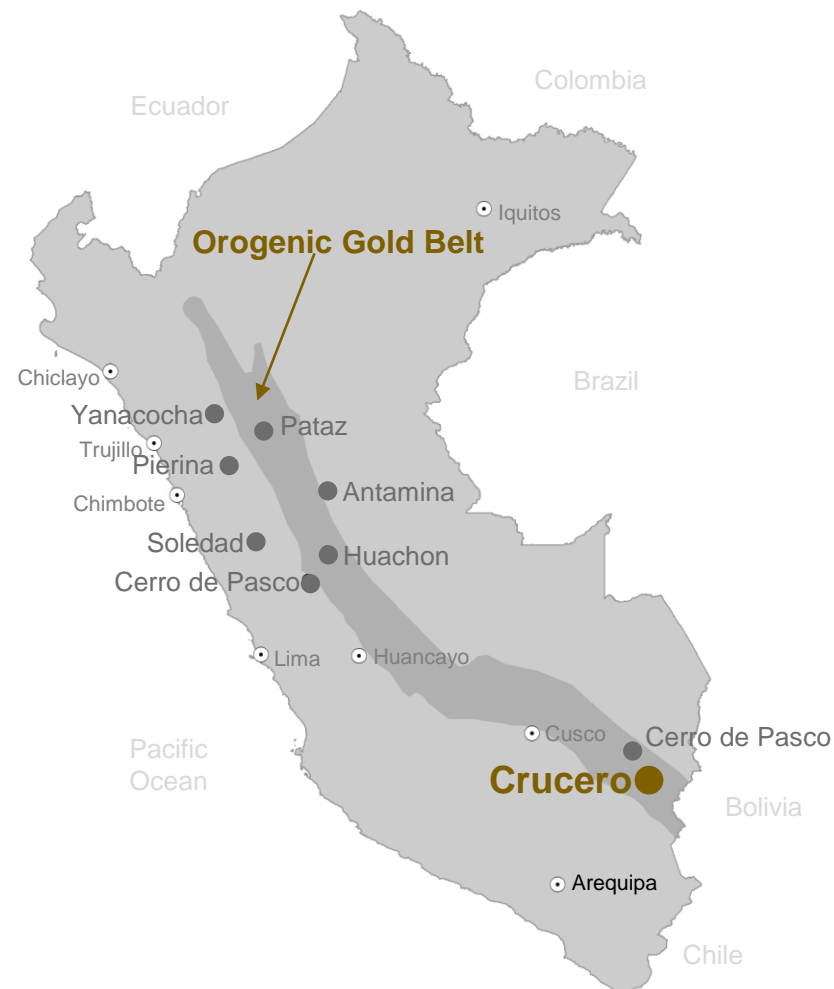 Colombia
Ecuador
Iquitos
Orogenic Gold Belt
Chiclayo
Brazil
Yanacocha
Pataz
Trujillo
Pierina
Antamina
Chimbote
Soledad
Huachon
Cerro de Pasco
Lima
Huancayo
Cusco
Cerro de Pasco
Pacific
Ocean
Crucero
Bolivia
Arequipa
Chile